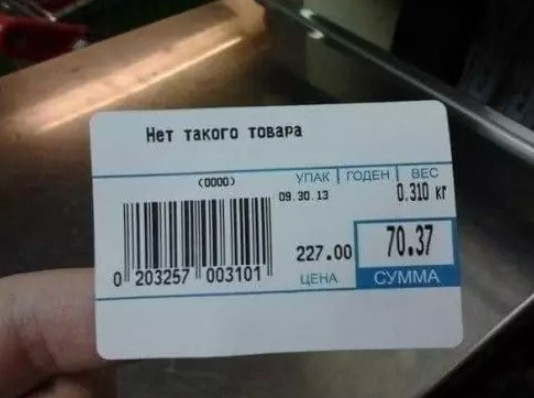 Нет такого товара
(0000)
УПАК ГОДЕН ВЕС
09.30.13 0.310 кг
0 203257 003101
227.00 70.37
ЦЕНА СУММА